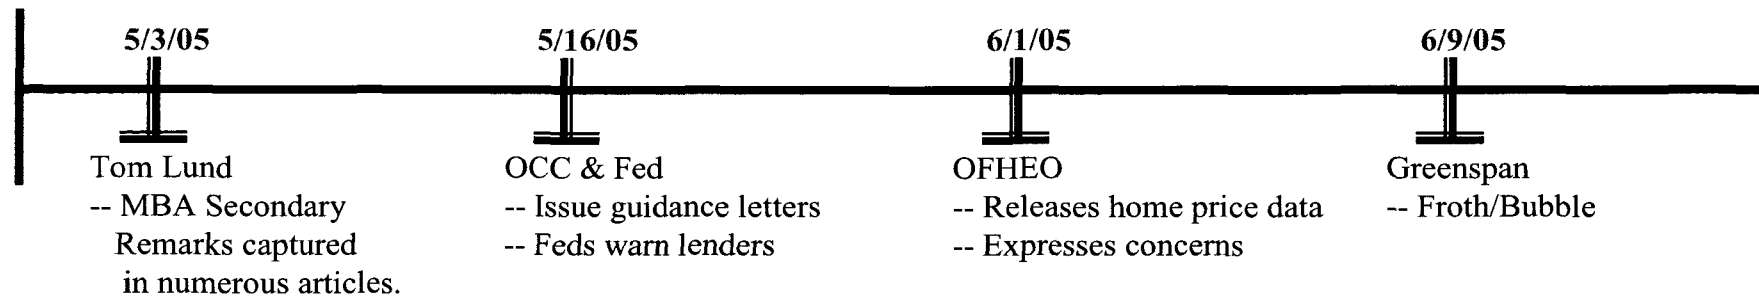 5/3/05
5/16/05
6/1/05
6/9/05
Tom Lund
-- MBA Secondary
Remarks captured
in numerous articles.
OCC & Fed
-- Issue guidance letters
-- Feds warn lenders
OFHEO
-- Releases home price data
-- Expresses concerns
Greenspan
-- Froth/Bubble